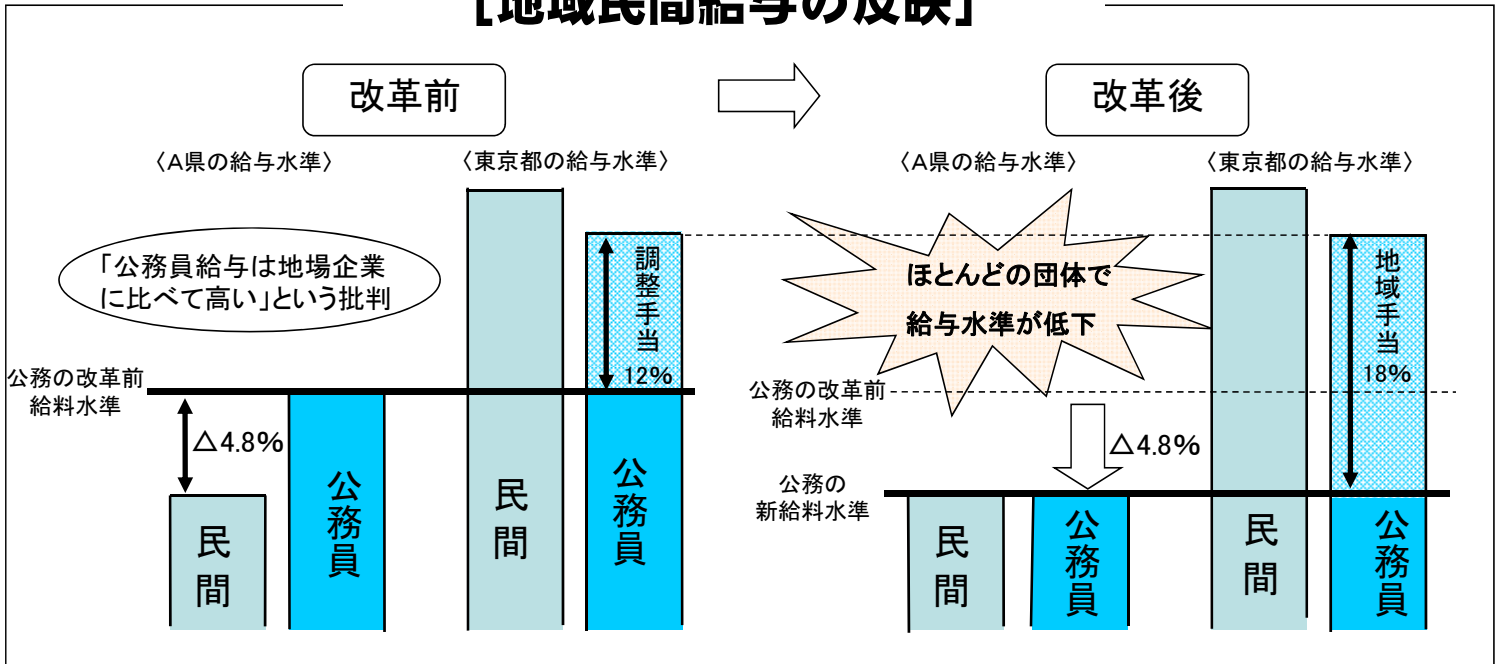 ［地域民間給与の反映］
改革前
改革後
〈A県の給与水準〉
〈東京都の給与水準〉
「公務員給与は地場企業
に比べて高い」という批判
調整手当
12%
公務の改革前
給料水準
△4.8%
民間
公務員
民間
公務員
〈A県の給与水準〉
〈東京都の給与水準〉
ほとんどの団体で
給与水準が低下
地域手当
18%
公務の改革前
給料水準
△4.8%
公務の
新給料水準
民間
公務員
民間
公務員